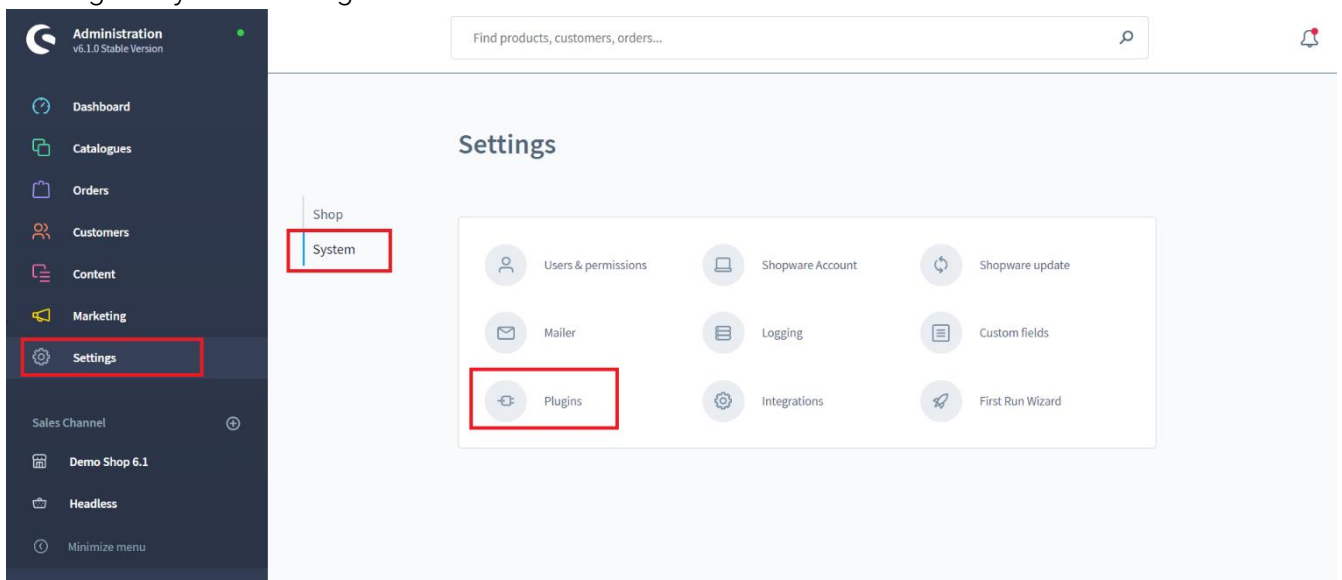 Administration
v6.1.0 Stable Version
Find products, customers, orders...
Dashboard
Catalogues
Orders
Customers
Content
Marketing
Settings
Sales Channel
Demo Shop 6.1
Headless
Minimize menu
Settings
Shop
System
Users & permissions
Shopware Account
Shopware update
Mailer
Logging
Custom fields
Plugins
Integrations
First Run Wizard